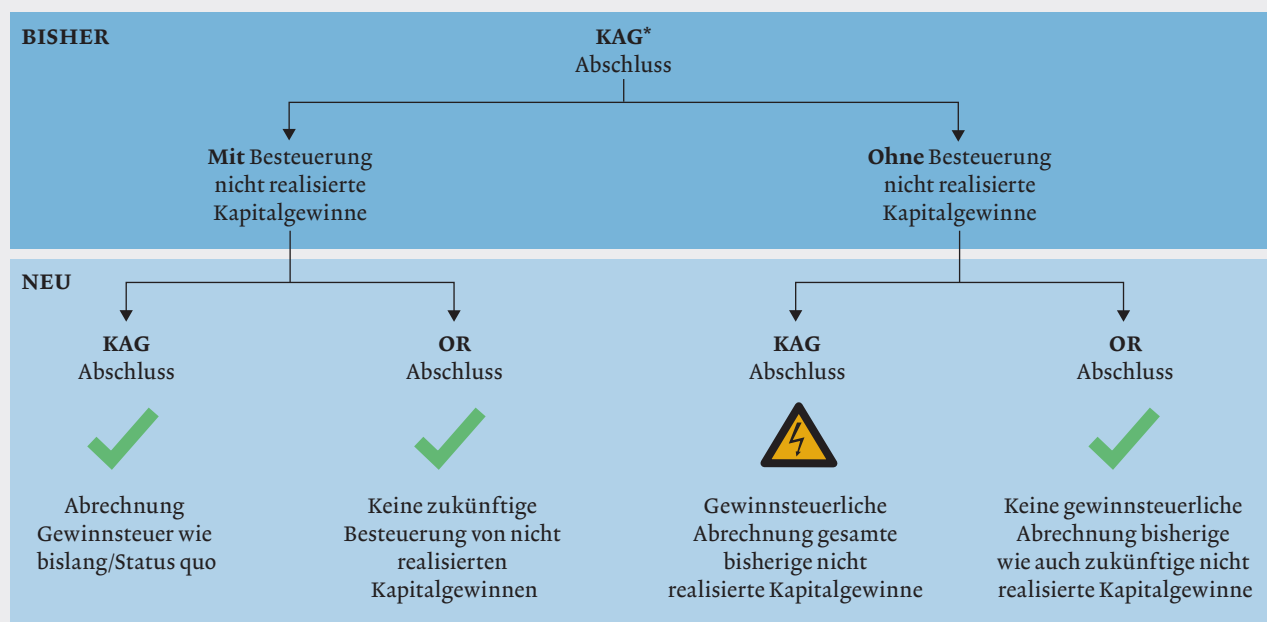 BISHER
KAG*
Abschluss
Mit Besteuerung
nicht realisierte
Kapitalgewinne
Ohne Besteuerung
nicht realisierte
Kapitalgewinne
NEU
KAG
Abschluss
Abrechnung
Gewinnsteuer wie
bislang/Status quo
OR
Abschluss
Keine zukünftige
Besteuerung von nicht
realisierten
Kapitalgewinnen
KAG
Abschluss
Gewinnsteuerliche
Abrechnung gesamte
bisherige nicht
realisierte Kapitalgewinne
OR
Abschluss
Keine gewinnsteuerliche
Abrechnung bisherige
wie auch zukünftige nicht
realisierte Kapitalgewinne